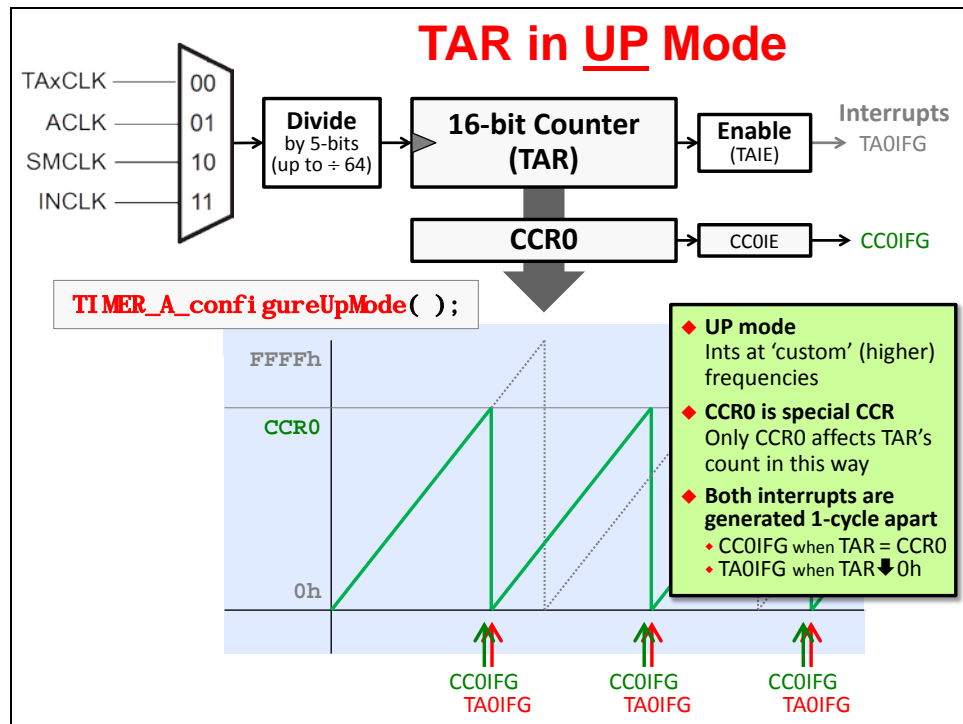 TAR in UP Mode
TAxCLK
00
ACLK
01
SMCLK
10
INCLK
11
Divide
by 5-bits
(up to ÷ 64)
16-bit Counter
(TAR)
Enable
(TAIE)
Interrupts
TA0IFG
CCR0
CC0IE
CC0IFG
TIMER_A_configureUpMode( );
FFFFh
CCR0
0h
◆ UP mode
Ints at ‘custom’ (higher)
frequencies
◆ CCR0 is special CCR
Only CCR0 affects TAR’s
count in this way
◆ Both interrupts are
generated 1-cycle apart
◆ CC0IFG when TAR = CCR0
◆ TA0IFG when TAR 🡇 0h
CC0IFG
TA0IFG
CC0IFG
TA0IFG
CC0IFG
TA0IFG